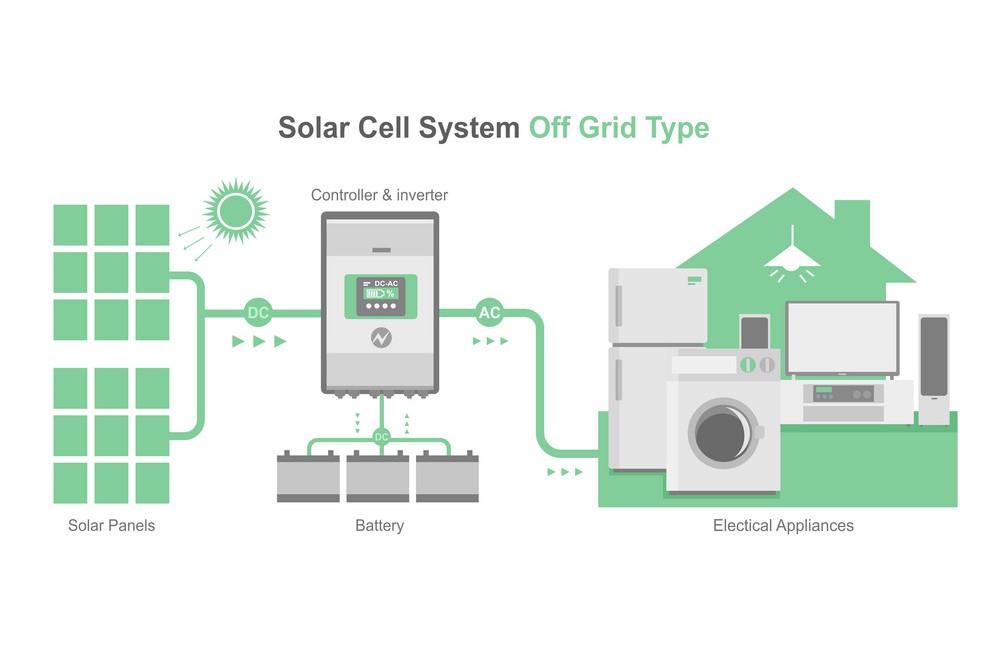 Solar Cell System Off Grid Type
Controller & inverter
DC-AC
%
DC
AC
DC
Solar Panels
Battery
Electical Appliances